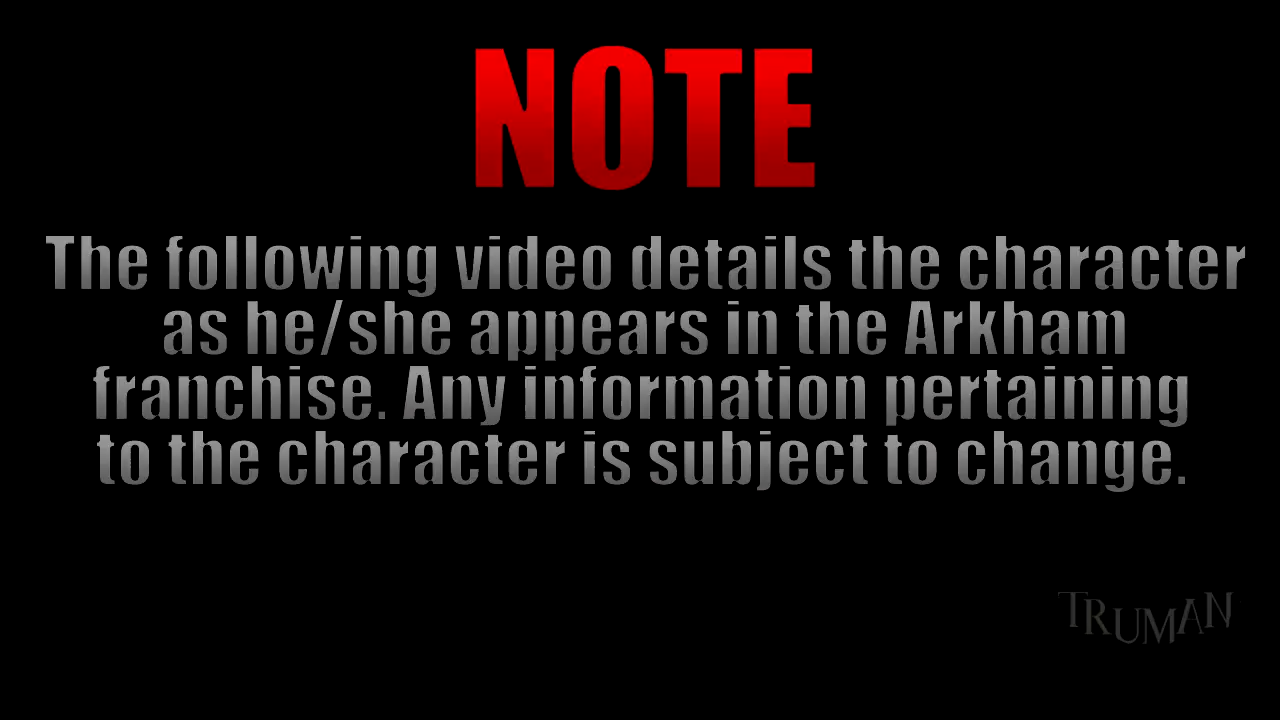 NOTE
The following video details the character
as he/she appears in the Arkham
franchise. Any information pertaining
to the character is subject to change.
TRUMAN